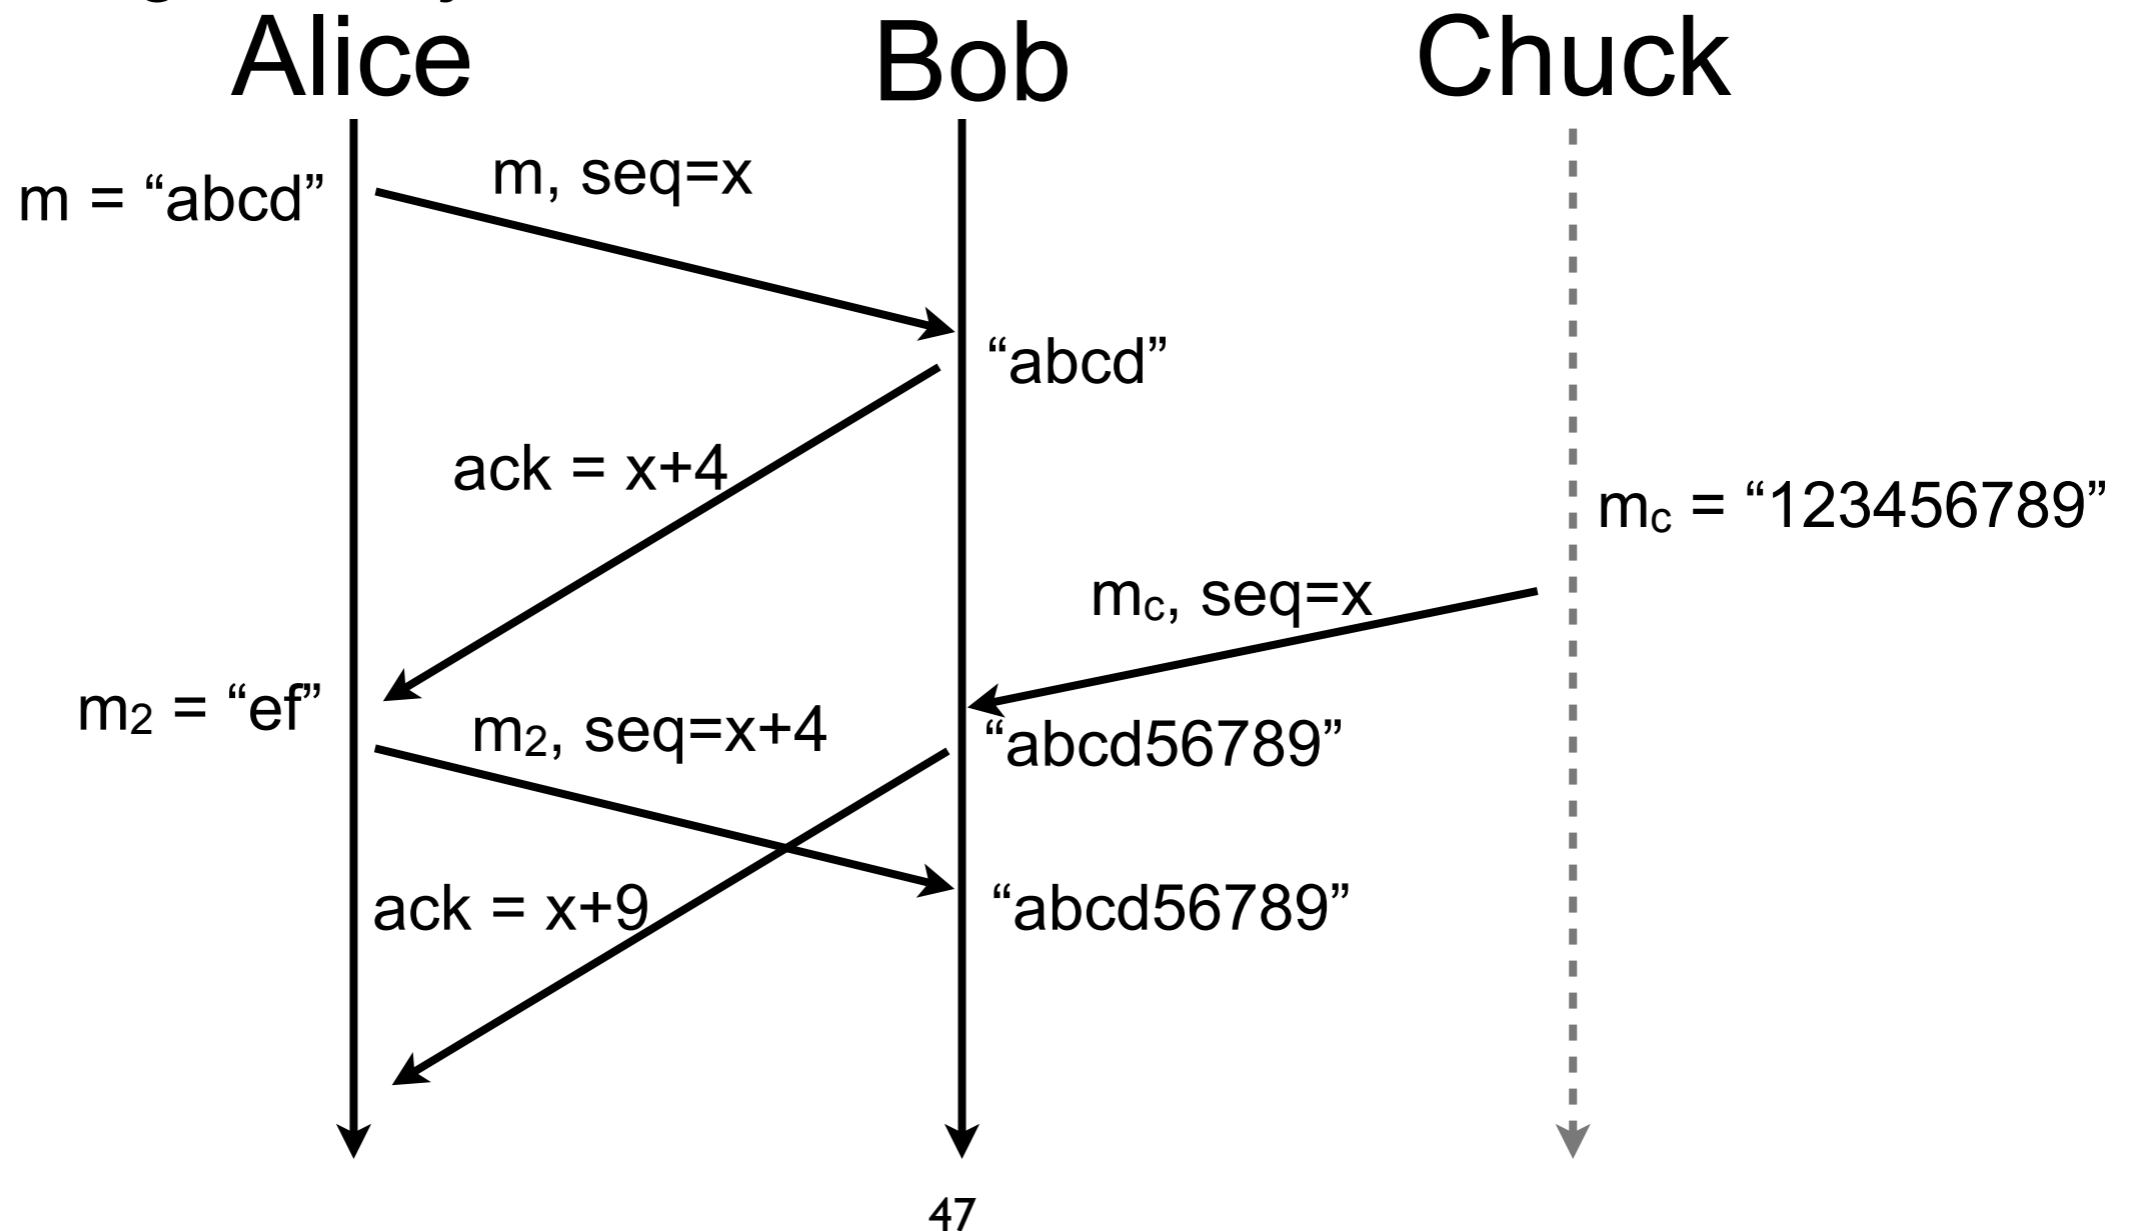 Alice
Bob
Chuck
m = “abcd”
m, seq=x
“abcd”
ack = x+4
mc = “123456789”
mc, seq=x
m2 = “ef”
m2, seq=x+4
“abcd56789”
ack = x+9
“abcd56789”
47